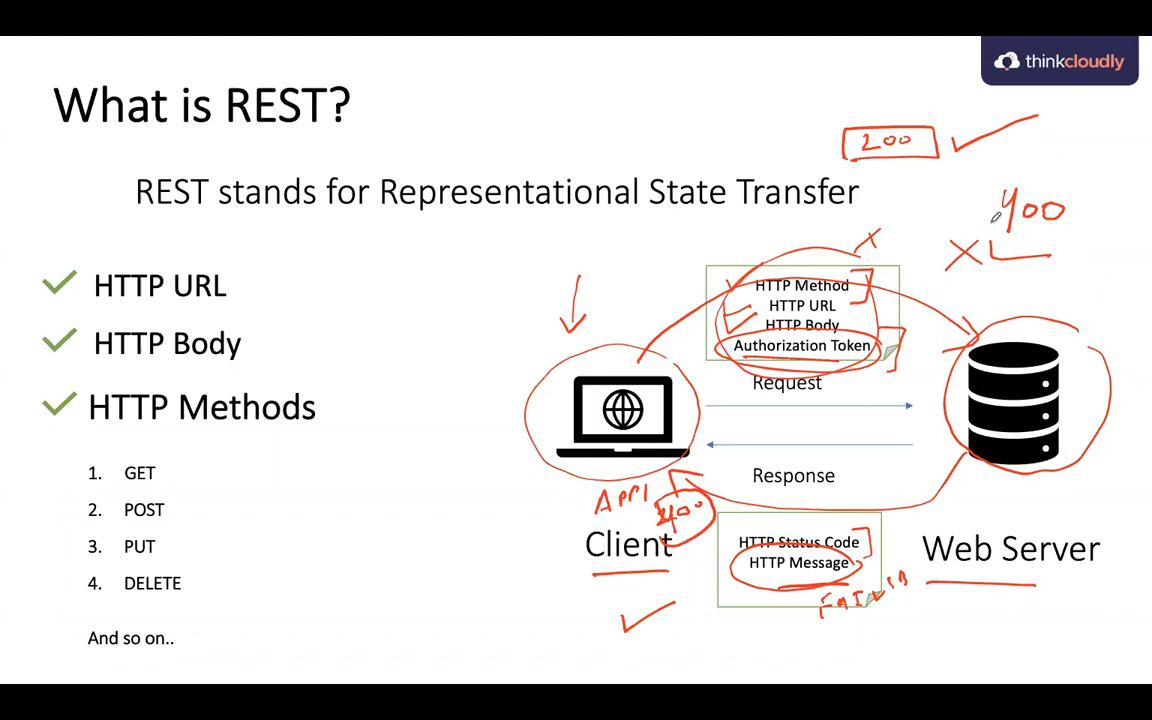 thinkcloudly
What is REST?
200
REST stands for Representational State Transfer
400
HTTP URL
HTTP Body
HTTP Methods
1. GET
2. POST
3. PUT
4. DELETE
And so on..
HTTP Method
HTTP URL
HTTP Body
Authorization Token
Request
Response
App1
400
Client
HTTP Status Code
HTTP Message
Web Server